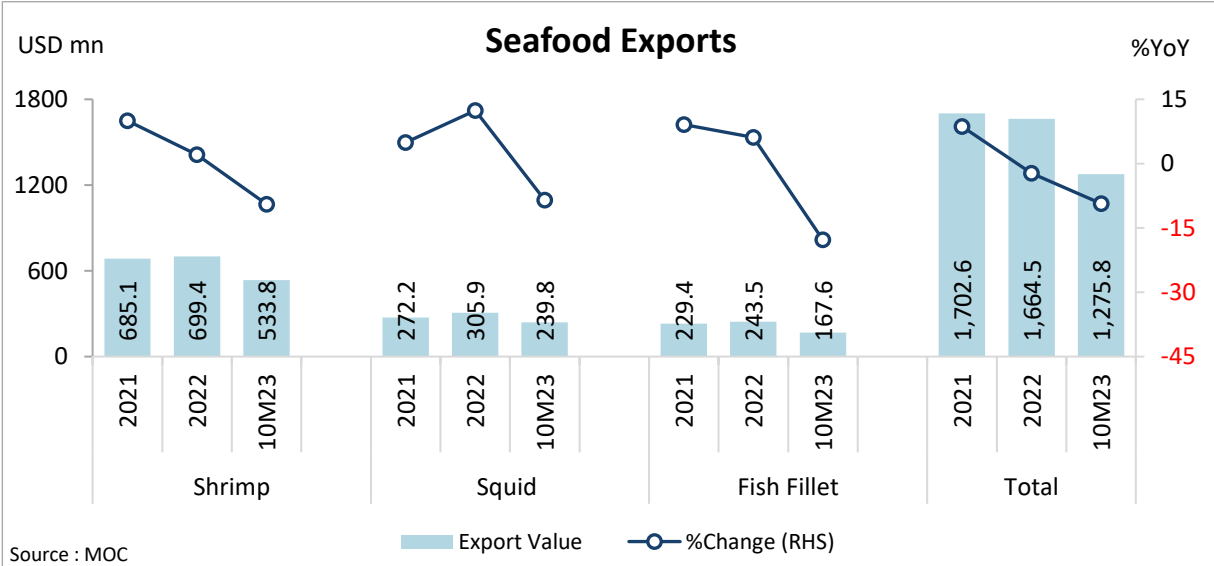 Seafood Exports
USD mn
%YoY
1800
1200
600
0
15
0
-15
-30
-45
685.1
699.4
533.8
272.2
305.9
239.8
229.4
243.5
167.6
1,702.6
1,664.5
1,275.8
2021
2022
10M23
2021
2022
10M23
2021
2022
10M23
2021
2022
10M23
Shrimp
Squid
Fish Fillet
Total
Export Value
%Change (RHS)
Source : MOC